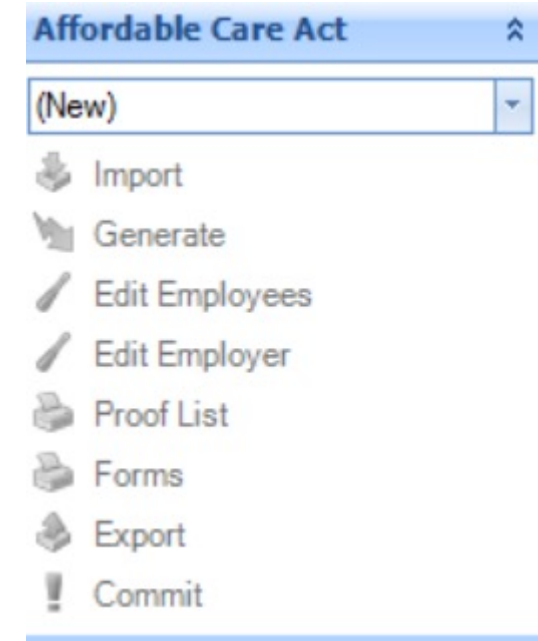 Affordable Care Act
(New)
Import
Generate
Edit Employees
Edit Employer
Proof List
Forms
Export
Commit